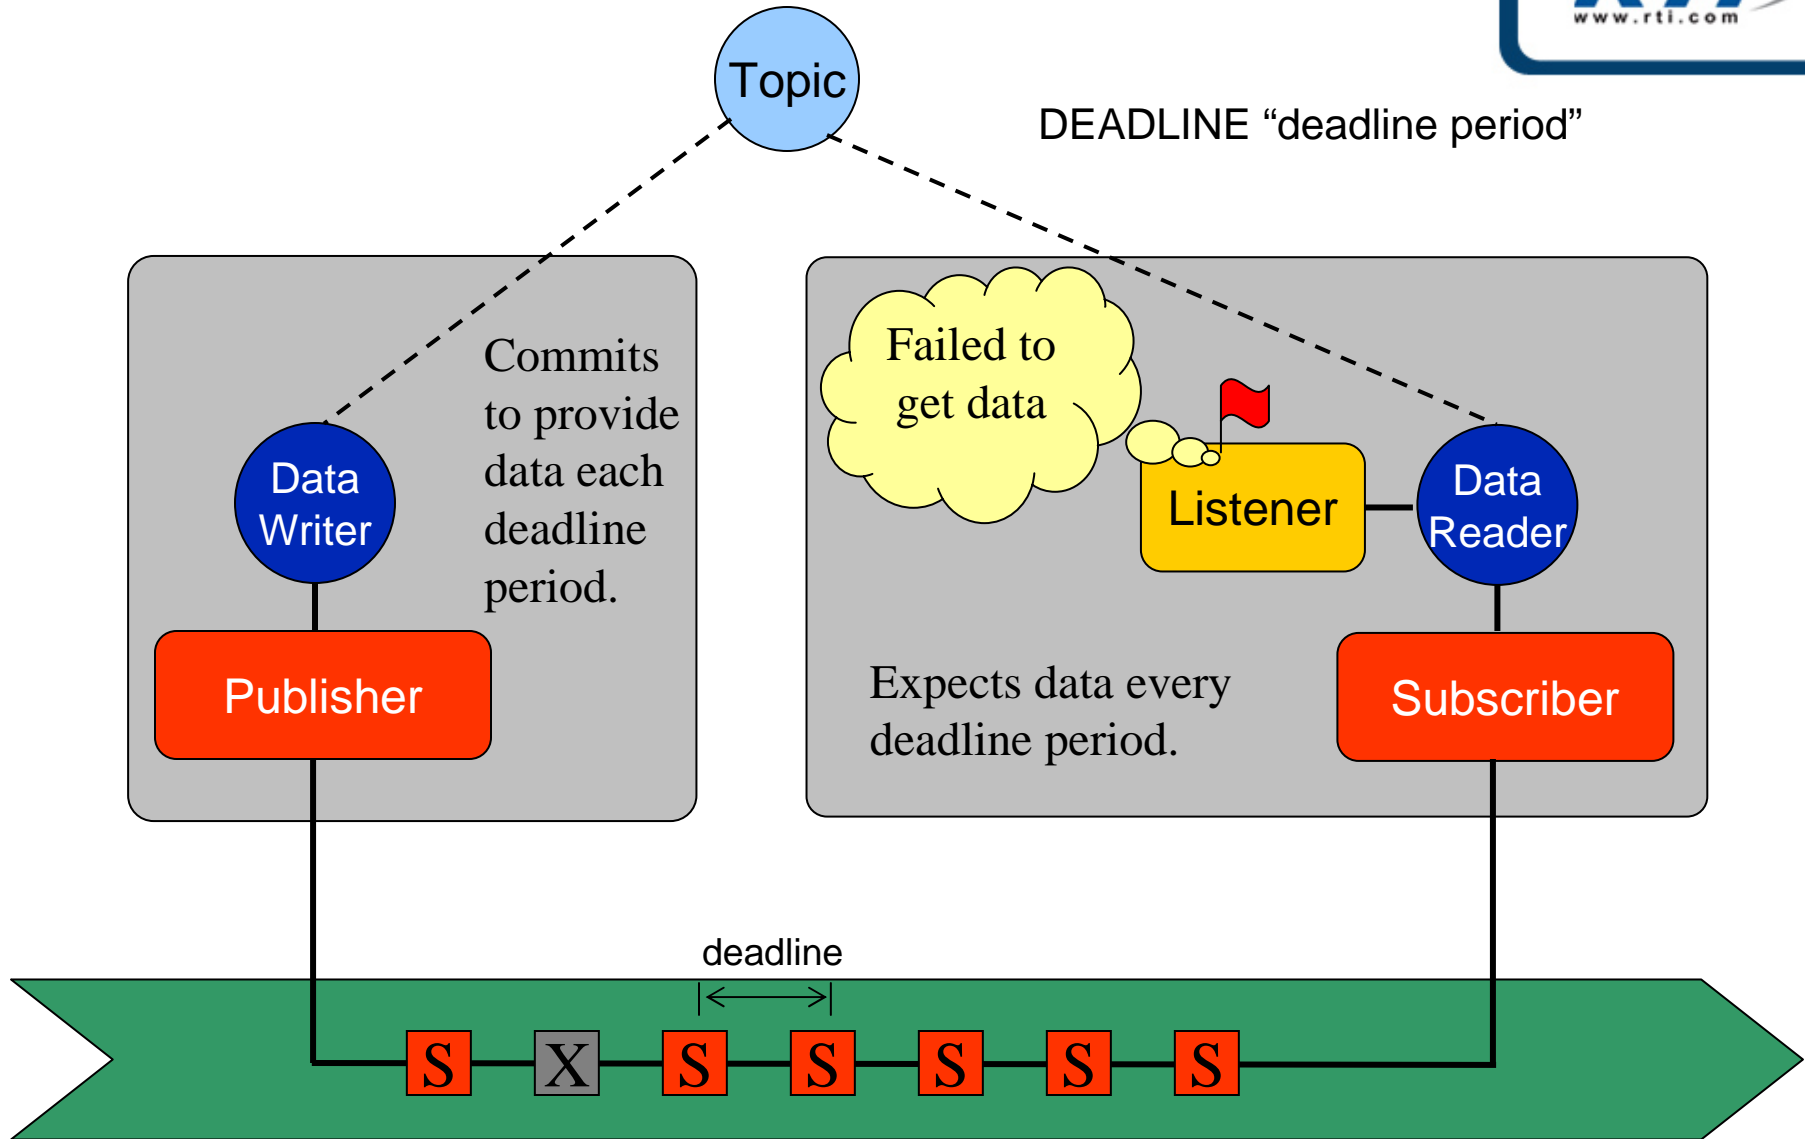 www.rti.com
Topic
DEADLINE “deadline period”
Commits
to provide
data each
deadline
period.
Failed to
get data
Data
Writer
Listener
Data
Reader
Publisher
Expects data every
deadline period.
Subscriber
deadline
S X S S S S S